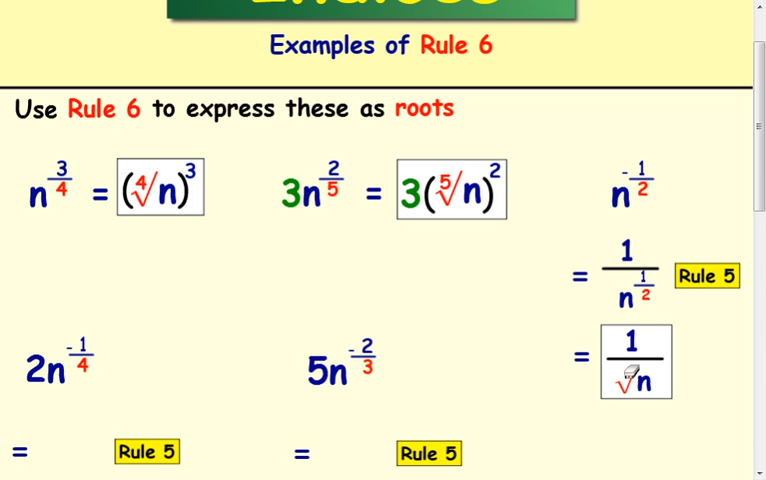 Examples of Rule 6
Use Rule 6 to express these as roots
n^(3/4) = (⁴√n)³
3n^(2/5) = 3(⁵√n)²
n^(-1/2)
= 1/n^(1/2) Rule 5
= 1/√n
2n^(-1/4)
5n^(-2/3)
= Rule 5
= Rule 5